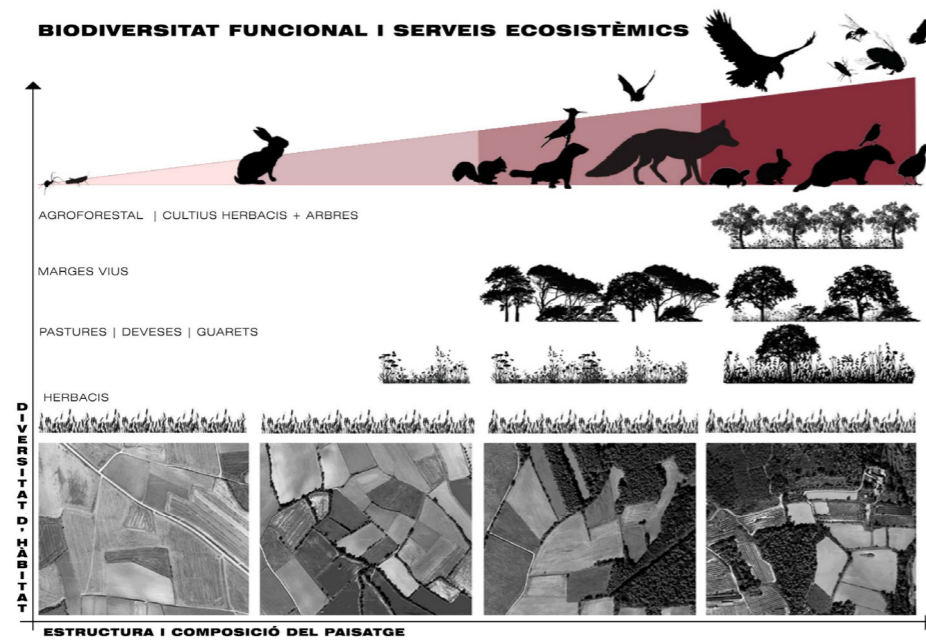 BIODIVERSITAT FUNCIONAL I SERVEIS ECOSISTÈMICS
AGROFORESTAL | CULTIUS HERBACIS + ARBRES
MARGES VIUS
PASTURES | DEVESES | GUARETS
HERBACIS
DIVERSITAT D'HÀBITAT
ESTRUCTURA I COMPOSICIÓ DEL PAISATGE